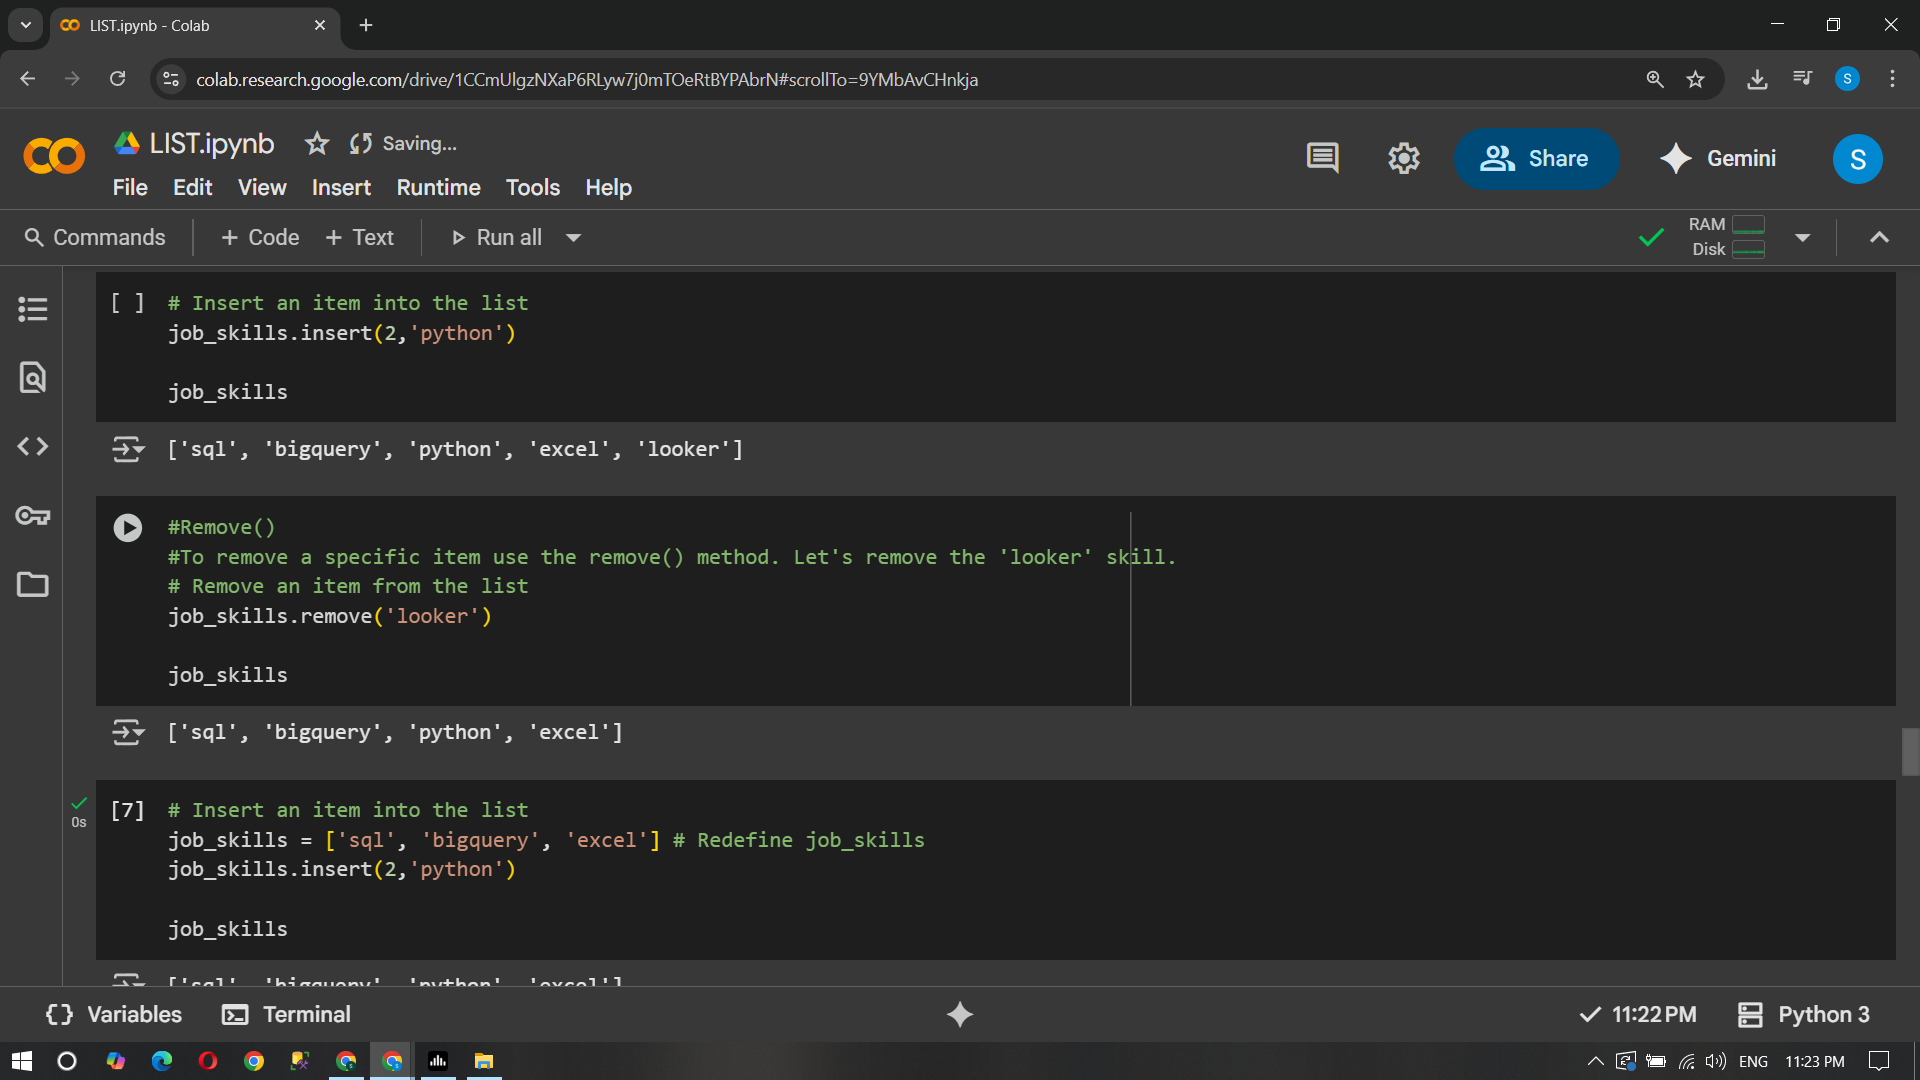 LIST.ipynb - Colab
colab.research.google.com/drive/1CCmUlgzNXaP6RLyw7j0mTOeRtBYPAbrN#scrollTo=9YMbAvCHnkja
S
LIST.ipynb
Saving...
Share
Gemini
S
File Edit View Insert Runtime Tools Help
Commands
+ Code + Text
Run all
RAM
Disk
[ ] # Insert an item into the list
job_skills.insert(2,'python')
job_skills
['sql', 'bigquery', 'python', 'excel', 'looker']
#Remove()
#To remove a specific item use the remove() method. Let's remove the 'looker' skill.
# Remove an item from the list
job_skills.remove('looker')
job_skills
['sql', 'bigquery', 'python', 'excel']
[7] # Insert an item into the list
0s
job_skills = ['sql', 'bigquery', 'excel'] # Redefine job_skills
job_skills.insert(2,'python')
job_skills
['sql', 'bigquery', 'python', 'excel']
Variables
Terminal
11:22 PM
Python 3
ENG
11:23 PM